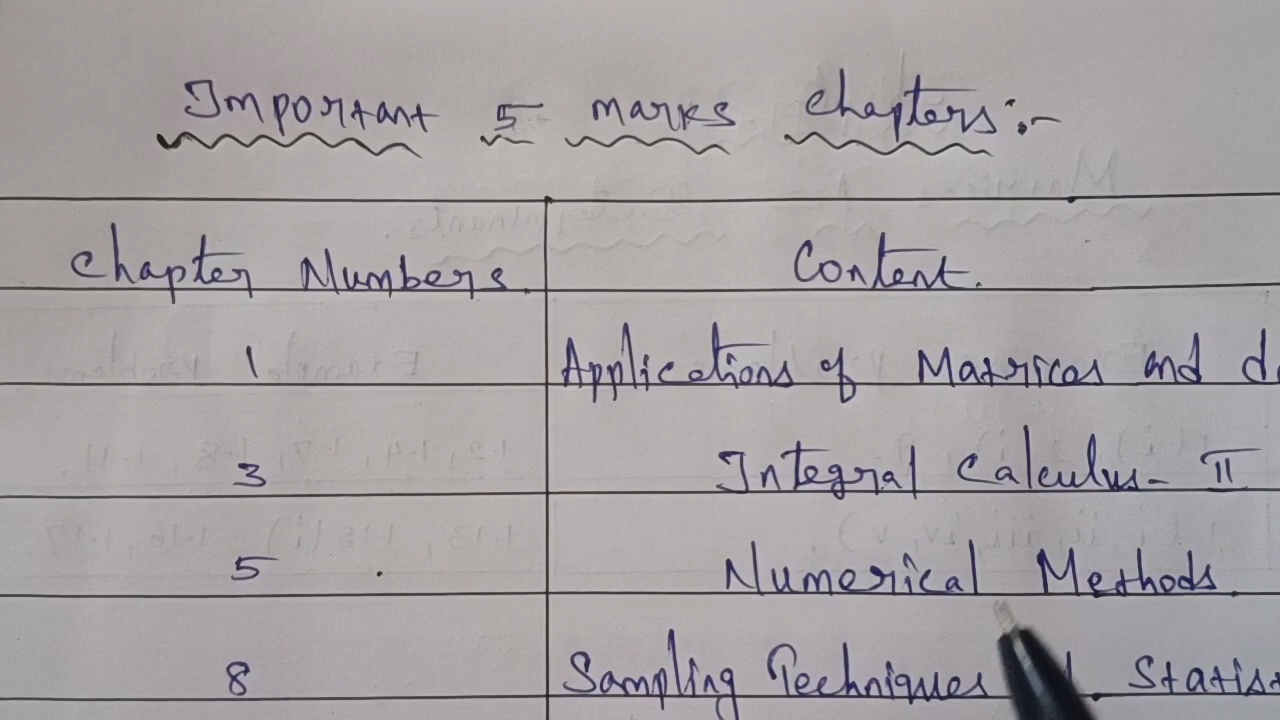 Important 5 marks chapters:-
Chapter Numbers. Content.
1 Applications of Matrices and d
3 Integral Calculus- II
5 Numerical Methods.
8 Sampling Techniques Statis